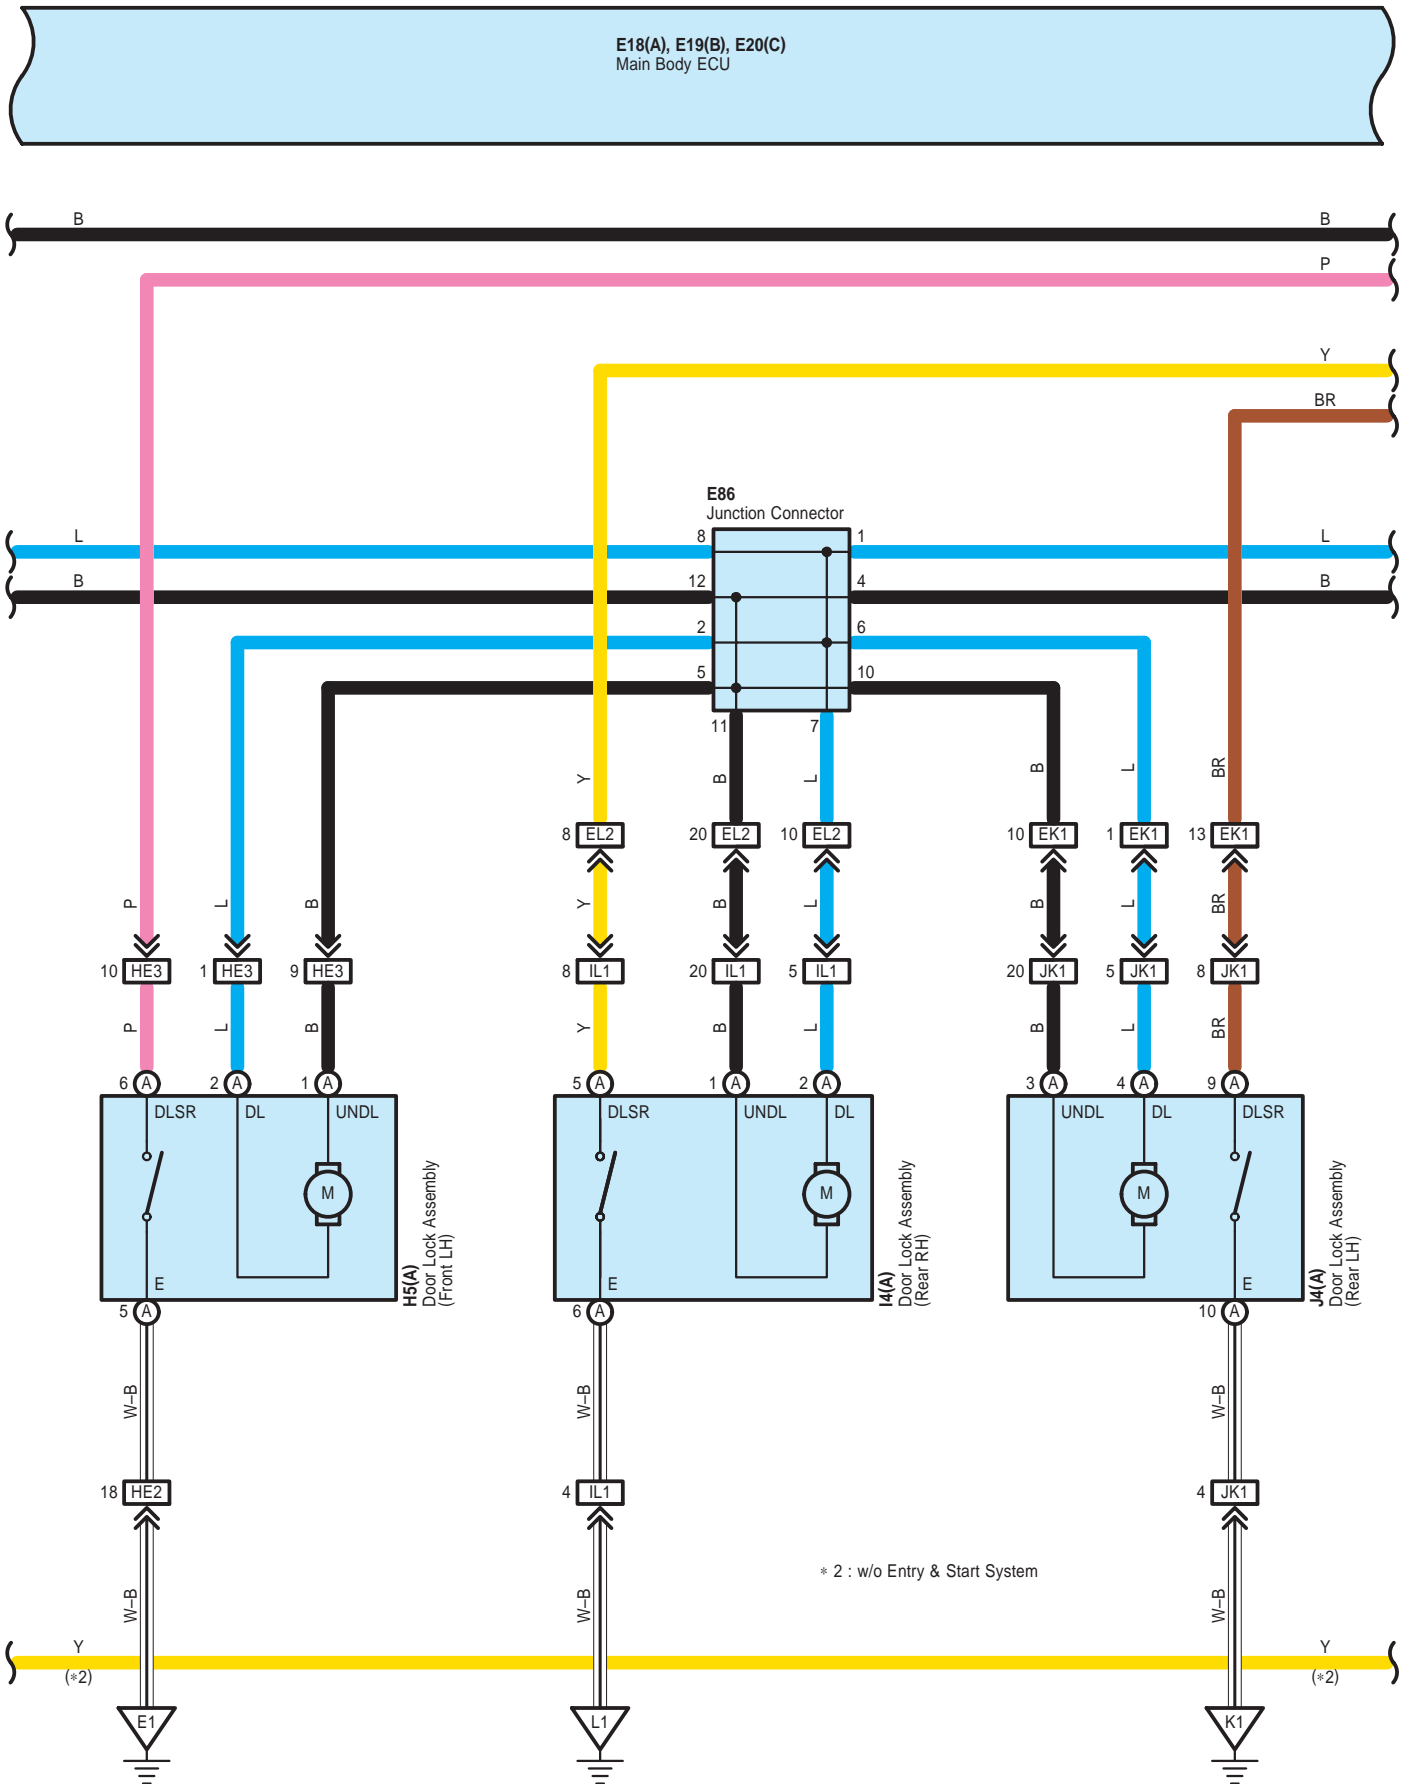 E18(A), E19(B), E20(C)
Main Body ECU
B B
P
Y
BR
E86
Junction Connector
L 8 1 L
B 12 4 B
2 6
5 10
11 7
Y B L B L BR
8 EL2 20 EL2 10 EL2 10 EK1 1 EK1 13 EK1
P L B Y B L B L BR
10 HE3 1 HE3 9 HE3 8 IL1 20 IL1 5 IL1 20 JK1 5 JK1 8 JK1
P L B Y B L B L BR
6 A 2 A 1 A 5 A 1 A 2 A 3 A 4 A 9 A
DLSR DL UNDL DLSR UNDL DL UNDL DL DLSR
M M M
H5(A)
Door Lock Assembly
(Front LH)
I4(A)
Door Lock Assembly
(Rear RH)
J4(A)
Door Lock Assembly
(Rear LH)
E E E
5 A 6 A 10 A
W–B W–B W–B
18 HE2 4 IL1 4 JK1
* 2 : w/o Entry & Start System
W–B W–B W–B
Y Y
(*2) (*2)
E1 L1 K1